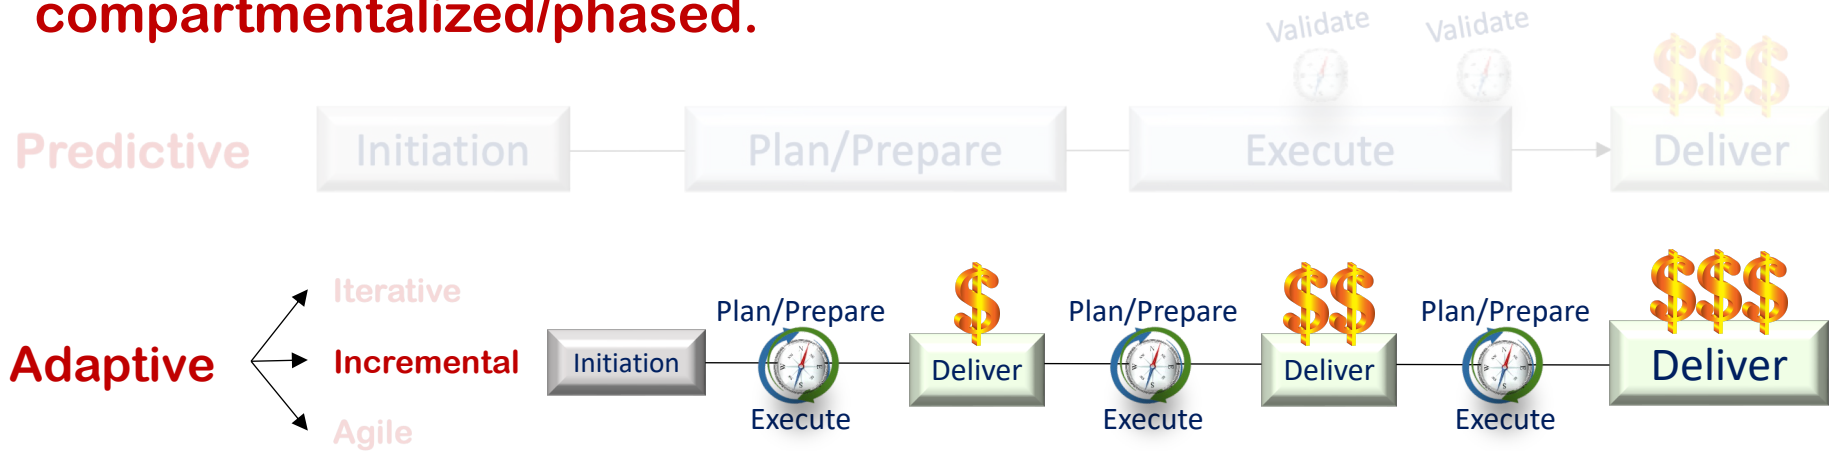 compartmentalized/phased.
Validate Validate
$$$
Predictive Initiation Plan/Prepare Execute Deliver
Iterative
$ $$ $$$
Plan/Prepare Plan/Prepare Plan/Prepare
Adaptive Incremental Initiation Deliver Deliver Deliver
Execute Execute Execute
Agile